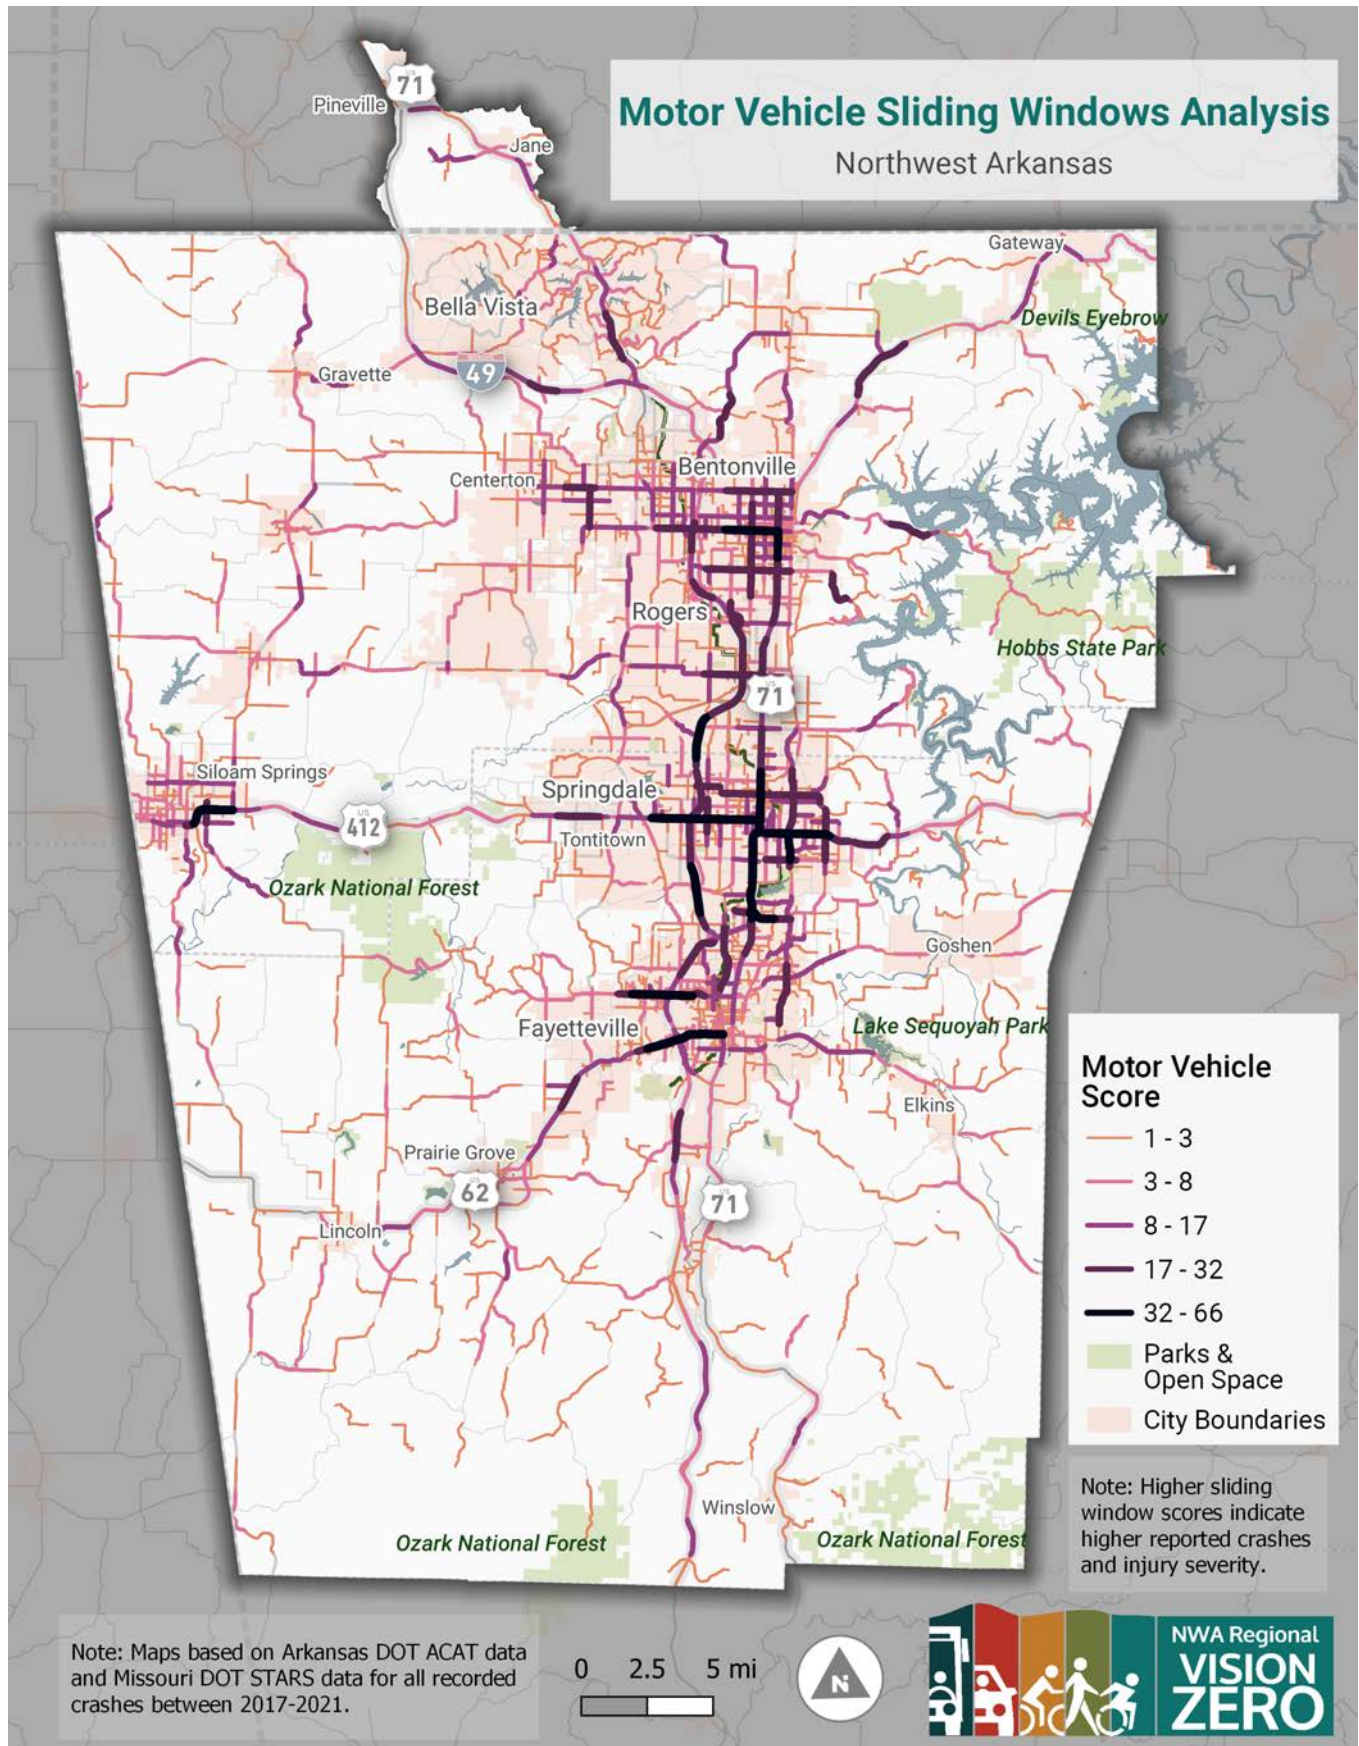 Motor Vehicle Sliding Windows Analysis
Northwest Arkansas
US
71
Pineville
Jane
Gateway
Bella Vista
Devils Eyebrow
49
Gravette
Bentonville
Centerton
Rogers
Hobbs State Park
US
71
Siloam Springs
Springdale
US
412
Tontitown
Ozark National Forest
Goshen
Fayetteville
Lake Sequoyah Park
Elkins
Prairie Grove
US
62
US
71
Lincoln
Winslow
Ozark National Forest
Ozark National Forest
Motor Vehicle
Score
1 - 3
3 - 8
8 - 17
17 - 32
32 - 66
Parks &
Open Space
City Boundaries
Note: Higher sliding
window scores indicate
higher reported crashes
and injury severity.
Note: Maps based on Arkansas DOT ACAT data
and Missouri DOT STARS data for all recorded
crashes between 2017-2021.
0 2.5 5 mi
N
NWA Regional
VISION
ZERO